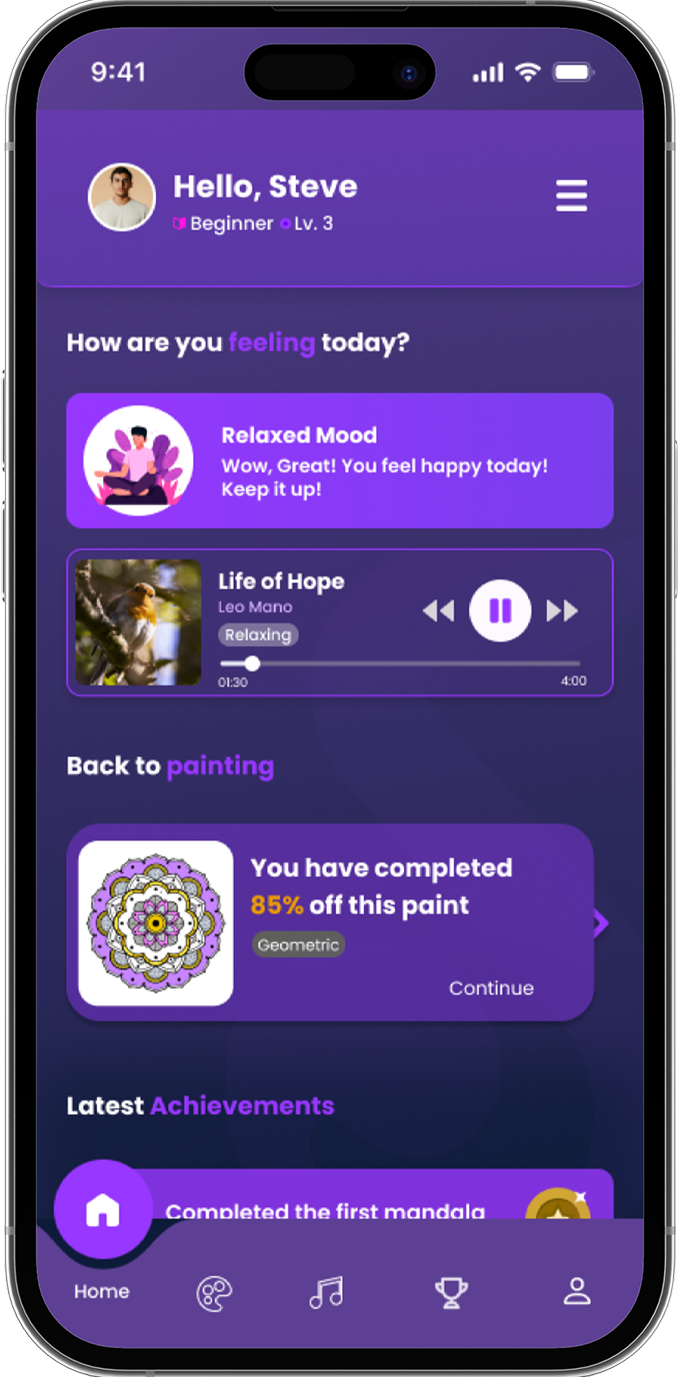 9:41
Hello, Steve
Beginner Lv. 3
How are you feeling today?
Relaxed Mood
Wow, Great! You feel happy today!
Keep it up!
Life of Hope
Leo Mano
Relaxing
01:30 4:00
Back to painting
You have completed
85% off this paint
Geometric
Continue
Latest Achievements
Completed the first mandala
Home